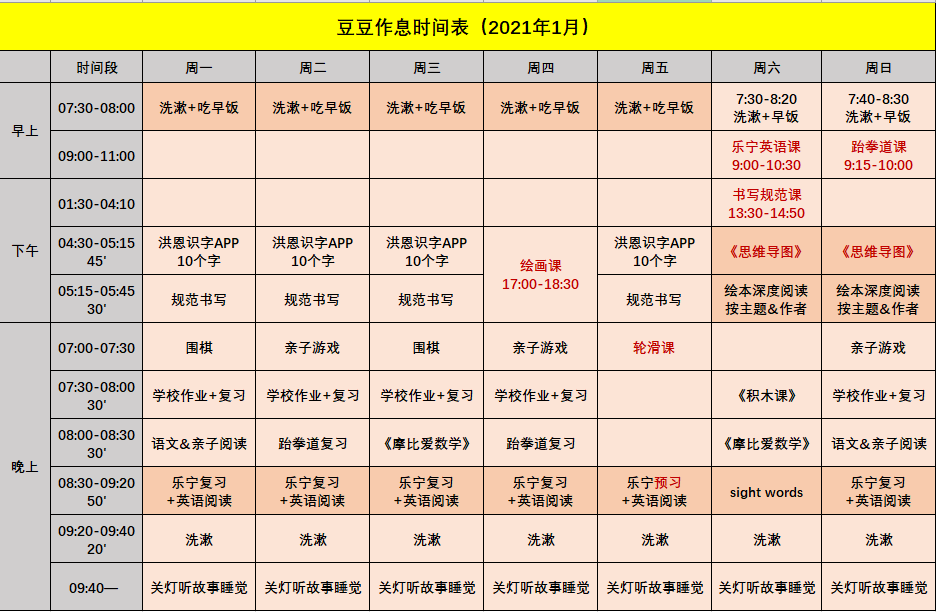 豆豆作息时间表（2021年1月）
时间段 周一 周二 周三 周四 周五 周六 周日
早上
07:30-08:00 洗漱+吃早饭 洗漱+吃早饭 洗漱+吃早饭 洗漱+吃早饭 洗漱+吃早饭
7:30-8:20
洗漱+早饭
7:40-8:30
洗漱+早饭
09:00-11:00
乐宁英语课
9:00-10:30
跆拳道课
9:15-10:00
下午
01:30-04:10
书写规范课
13:30-14:50
04:30-05:15
45'
洪恩识字APP
10个字
洪恩识字APP
10个字
洪恩识字APP
10个字
绘画课
17:00-18:30
洪恩识字APP
10个字
《思维导图》
《思维导图》
05:15-05:45
30'
规范书写 规范书写 规范书写 规范书写
绘本深度阅读
按主题&作者
绘本深度阅读
按主题&作者
晚上
07:00-07:30 围棋 亲子游戏 围棋 亲子游戏 轮滑课 亲子游戏
07:30-08:00
30'
学校作业+复习 学校作业+复习 学校作业+复习 学校作业+复习 《积木课》 学校作业+复习
08:00-08:30
30'
语文&亲子阅读 跆拳道复习 《摩比爱数学》 跆拳道复习 《摩比爱数学》 语文&亲子阅读
08:30-09:20
50'
乐宁复习
+英语阅读
乐宁复习
+英语阅读
乐宁复习
+英语阅读
乐宁复习
+英语阅读
乐宁预习
+英语阅读
sight words
乐宁复习
+英语阅读
09:20-09:40
20'
洗漱 洗漱 洗漱 洗漱 洗漱 洗漱 洗漱
09:40— 关灯听故事睡觉 关灯听故事睡觉 关灯听故事睡觉 关灯听故事睡觉 关灯听故事睡觉 关灯听故事睡觉 关灯听故事睡觉